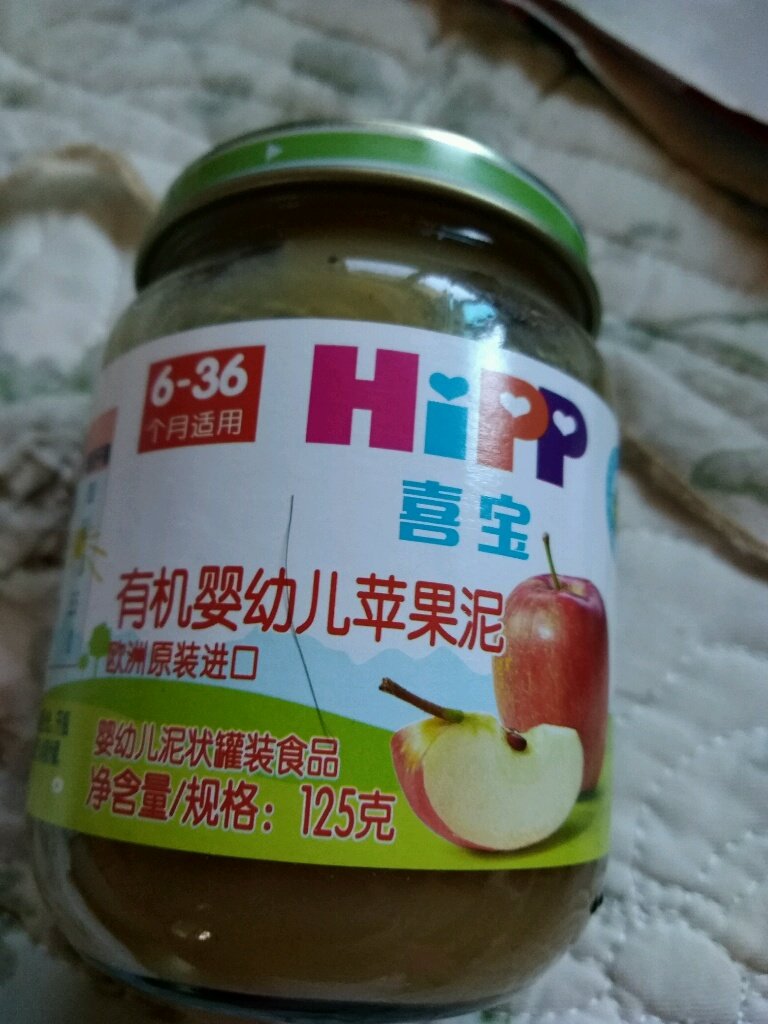 6-36
个月适用
HiPP
喜宝
有机婴幼儿苹果泥
欧洲原装进口
婴幼儿泥状罐装食品
净含量/规格：125克